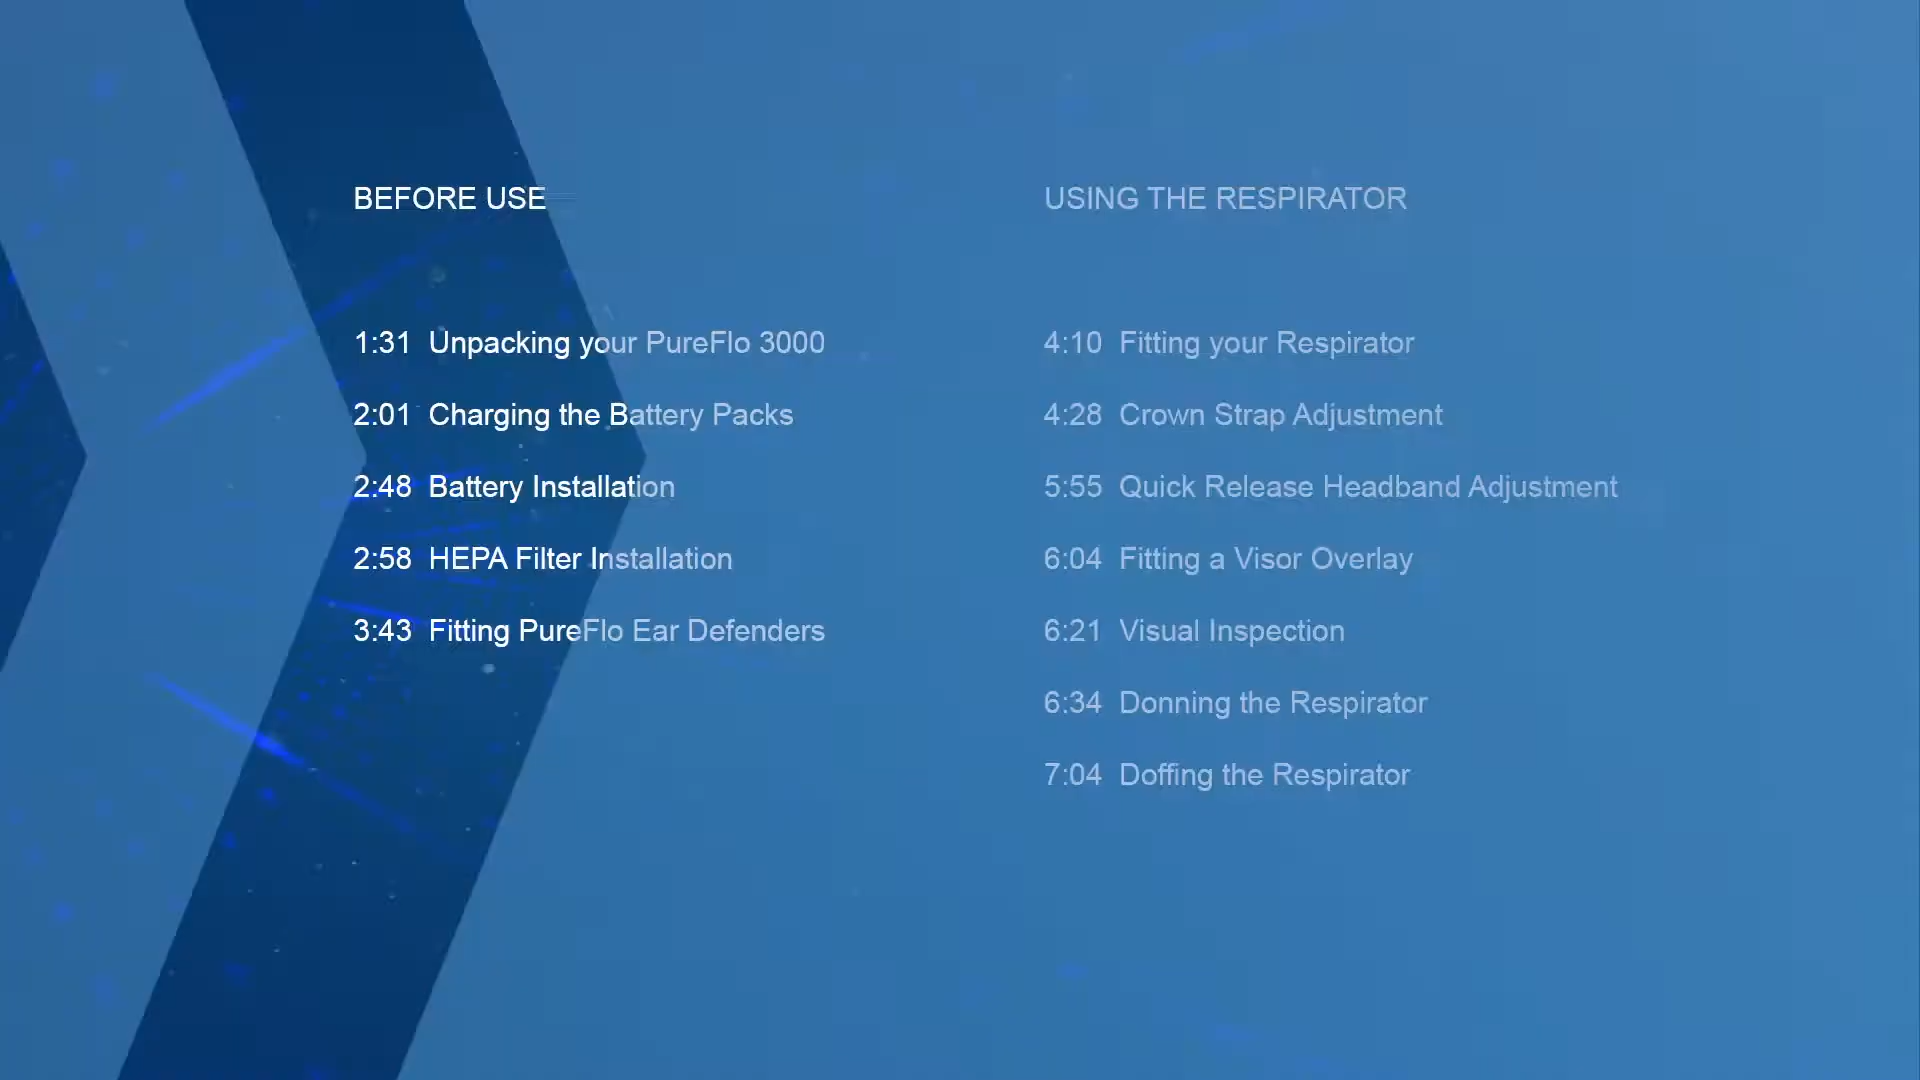 BEFORE USE
1:31 Unpacking your PureFlo 3000
2:01 Charging the Battery Packs
2:48 Battery Installation
2:58 HEPA Filter Installation
3:43 Fitting PureFlo Ear Defenders
USING THE RESPIRATOR
4:10 Fitting your Respirator
4:28 Crown Strap Adjustment
5:55 Quick Release Headband Adjustment
6:04 Fitting a Visor Overlay
6:21 Visual Inspection
6:34 Donning the Respirator
7:04 Doffing the Respirator